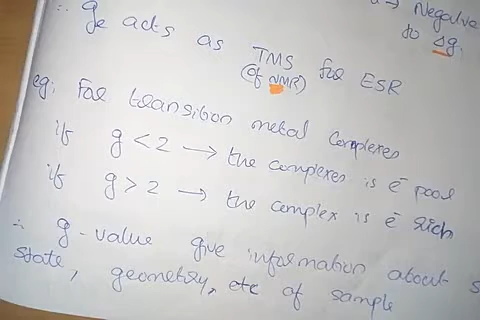 → Negative
to Δg.
∴ ge acts as TMS for ESR
(of NMR)
eg: For transition metal complexes
if g < 2 → the complexes is e⁻ poor
if g > 2 → the complex is e⁻ rich
∴ g-value give information about s
state, geometry, etc of sample